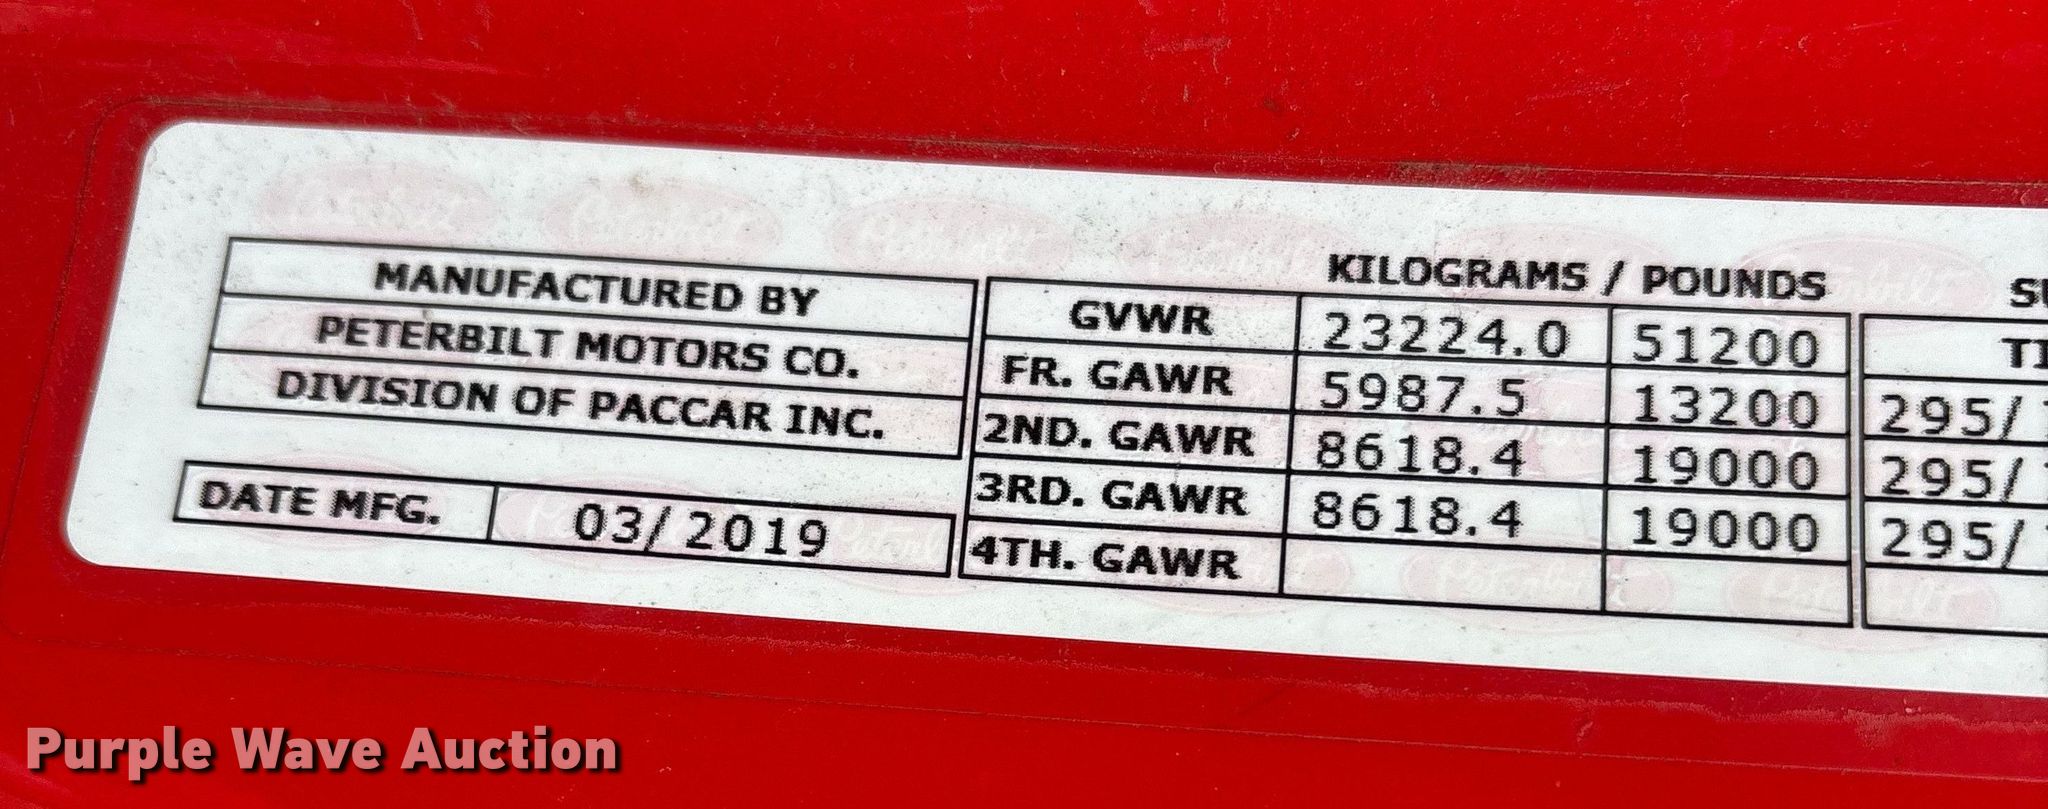 MANUFACTURED BY
PETERBILT MOTORS CO.
DIVISION OF PACCAR INC.
DATE MFG. 03/2019
KILOGRAMS / POUNDS
GVWR 23224.0 51200
FR. GAWR 5987.5 13200 295/
2ND. GAWR 8618.4 19000 295/
3RD. GAWR 8618.4 19000 295/
4TH. GAWR
Purple Wave Auction